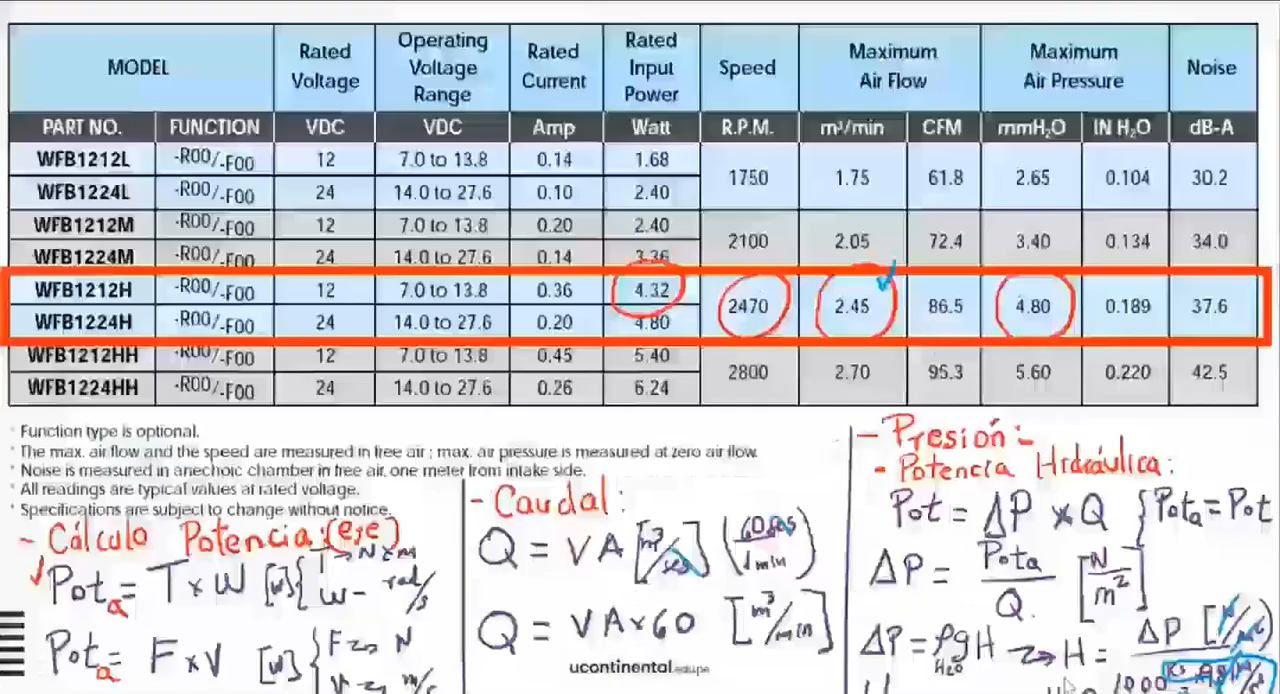 MODEL Rated Voltage Operating Voltage Range Rated Current Rated Input Power Speed Maximum Air Flow Maximum Air Pressure Noise
PART NO. FUNCTION VDC VDC Amp Watt R.P.M. m³/min CFM mmH₂O IN H₂O dB-A
WFB1212L -R00/-F00 12 7.0 to 13.8 0.14 1.68 1750 1.75 61.8 2.65 0.104 30.2
WFB1224L -R00/-F00 24 14.0 to 27.6 0.10 2.40
WFB1212M -R00/-F00 12 7.0 to 13.8 0.20 2.40 2100 2.05 72.4 3.40 0.134 34.0
WFB1224M -R00/-F00 24 14.0 to 27.6 0.14 3.36
WFB1212H -R00/-F00 12 7.0 to 13.8 0.36 4.32 2470 2.45 86.5 4.80 0.189 37.6
WFB1224H -R00/-F00 24 14.0 to 27.6 0.20 4.80
WFB1212HH -R00/-F00 12 7.0 to 13.8 0.45 5.40 2800 2.70 95.3 5.60 0.220 42.5
WFB1224HH -R00/-F00 24 14.0 to 27.6 0.26 6.24
* Function type is optional.
* The max. air flow and the speed are measured in free air ; max. air pressure is measured at zero air flow.
* Noise is measured in anechoic chamber in free air, one meter from intake side.
* All readings are typical values at rated voltage.
* Specifications are subject to change without notice.
- Cálculo Potencia: (eje)
Pot a = T x W [w] { T → N x m
W - rad/s
Pot a = F x V [w] { F → N
V → m/s
- Caudal:
Q = V A [m³/seg] (60 seg / 1 min)
Q = V A x 60 [m³/min]
ucontinental.edu.pe
- Presión:-
- Potencia Hidráulica:
Pot = ΔP x Q } Pot a = Pot
ΔP = Pot a / Q [N/m²]
ΔP = ρ H₂O g H → H = ΔP [N/m²]
1000